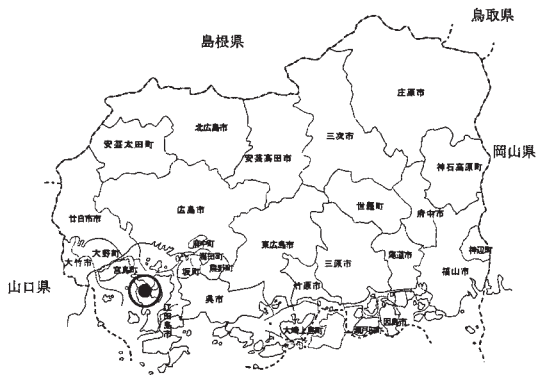 鳥取県
島根県
庄原市
北広島市
三次市
安芸太田町
安芸高田市
岡山県
神石高原町
世羅町
広島市
府中市
廿日市市
府中町
東広島市
大野町
海田町
尾道市
神辺町
大竹市
坂町
熊野町
三原市
宮島町
福山市
山口県
竹原市
呉市
江田島市
因島市
大崎上島町
瀬戸田町